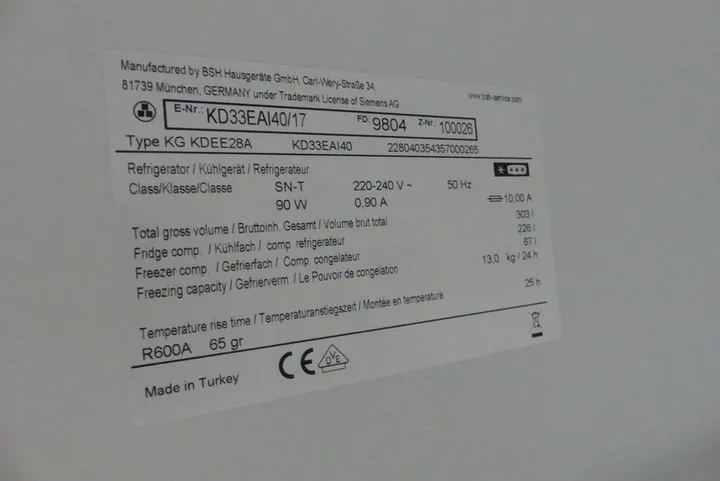 Manufactured by BSH Hausgeräte GmbH, Carl-Wery-Straße 34,
81739 München, GERMANY under Trademark License of Siemens AG
www.bsh-service.com
E-Nr.: KD33EAI40/17 FD: 9804 Z-Nr.: 100026
Type KG KDEE28A KD33EAI40 228040354357000265
Refrigerator / Kühlgerät / Refrigerateur
Class/Klasse/Classe SN-T 220-240 V ~ 50 Hz 10,00 A
90 W 0,90 A
Total gross volume / Bruttoinh. Gesamt / Volume brut total 303 l
Fridge comp. / Kühlfach / comp. refrigerateur 226 l
Freezer comp. / Gefrierfach / Comp. congelateur 67 l
Freezing capacity / Gefrierverm. / Le Pouvoir de congelation 13,0 kg / 24 h
Temperature rise time / Temperaturanstiegszeit / Montée en temperature 25 h
R600A 65 gr
CE DVE
Made in Turkey